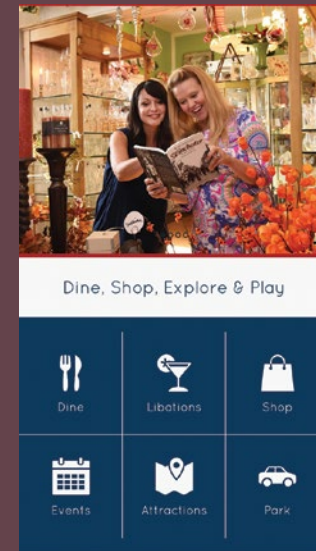 Dine, Shop, Explore & Play
Dine
Libations
Shop
Events
Attractions
Park